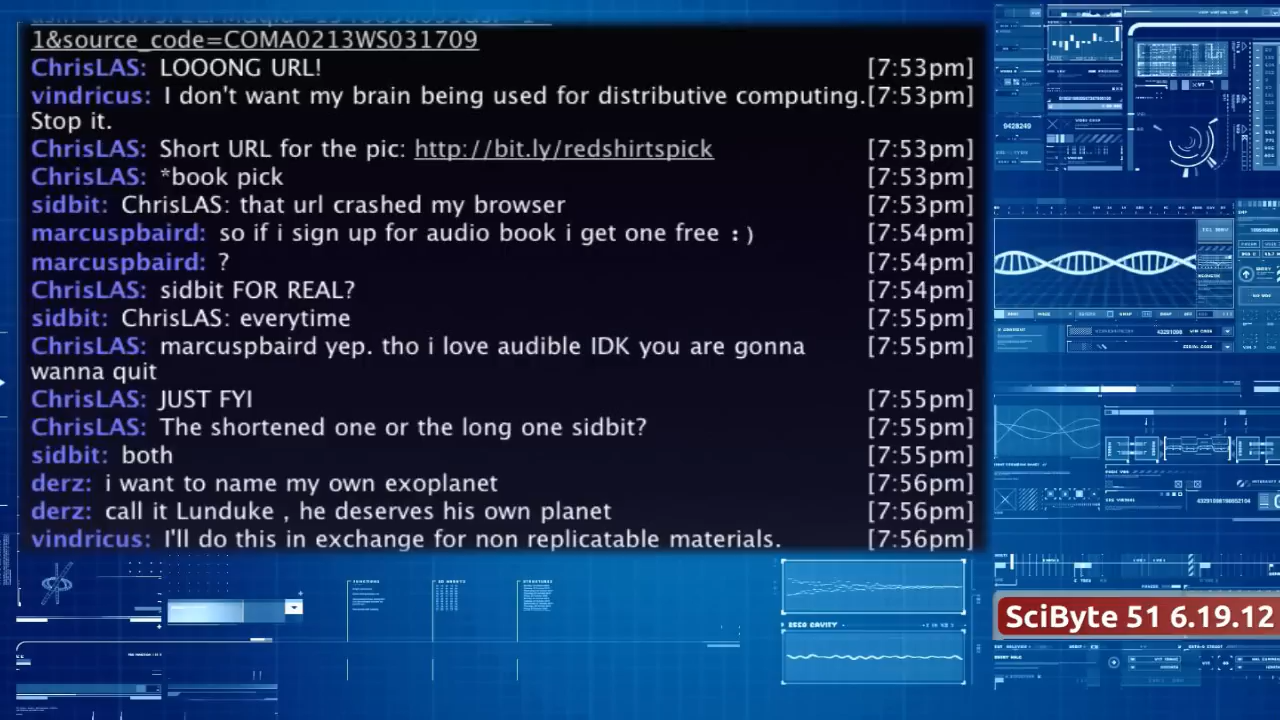 1&source_code=COMAP213WS031709
ChrisLAS: LOOONG URL! [7:53pm]
vindricus: I don't want my brain being used for distributive computing. [7:53pm]
Stop it.
ChrisLAS: Short URL for the pic: http://bit.ly/redshirtspick [7:53pm]
ChrisLAS: *book pick [7:53pm]
sidbit: ChrisLAS: that url crashed my browser [7:53pm]
marcuspbaird: so if i sign up for audio book i get one free :) [7:54pm]
marcuspbaird: ? [7:54pm]
ChrisLAS: sidbit FOR REAL? [7:54pm]
sidbit: ChrisLAS: everytime [7:55pm]
ChrisLAS: marcuspbaird yep. tho i love audible IDK you are gonna [7:55pm]
wanna quit
ChrisLAS: JUST FYI [7:55pm]
ChrisLAS: The shortened one or the long one sidbit? [7:55pm]
sidbit: both [7:55pm]
derz: i want to name my own exoplanet [7:56pm]
derz: call it Lunduke , he deserves his own planet [7:56pm]
vindricus: I'll do this in exchange for non replicatable materials. [7:56pm]
9428249
SciByte 51 6.19.12